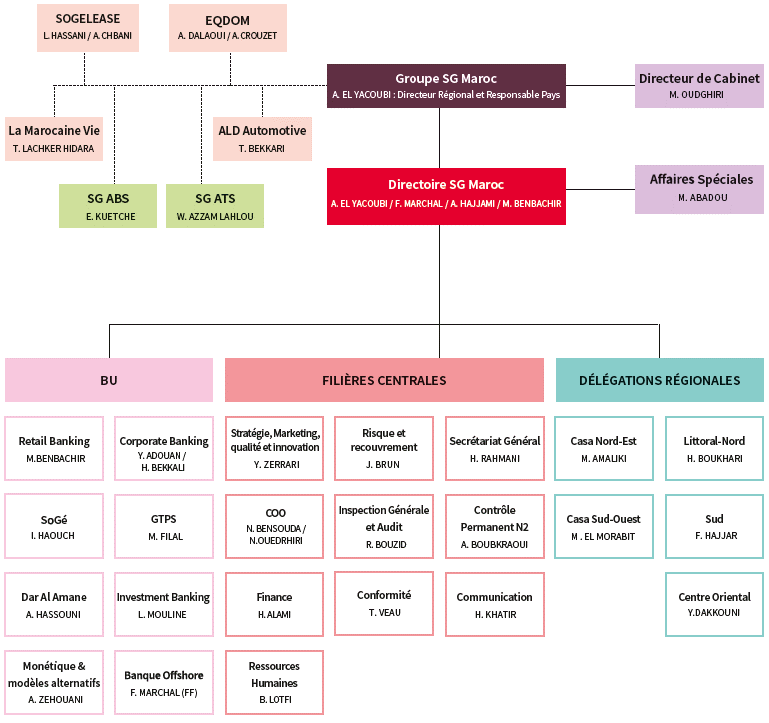 SOGELEASE
L. HASSANI / A. CHBANI
EQDOM
A. DALAOUI / A. CROUZET
Groupe SG Maroc
A. EL YACOUBI : Directeur Régional et Responsable Pays
Directeur de Cabinet
M. OUDGHIRI
La Marocaine Vie
T. LACHKER HIDARA
ALD Automotive
T. BEKKARI
SG ABS
E. KUETCHE
SG ATS
W. AZZAM LAHLOU
Directoire SG Maroc
A. EL YACOUBI / F. MARCHAL / A. HAJJAMI / M. BENBACHIR
Affaires Spéciales
M. ABADOU
BU
FILIÈRES CENTRALES
DÉLÉGATIONS RÉGIONALES
Retail Banking
M.BENBACHIR
Corporate Banking
Y. ADOUAN /
H. BEKKALI
Stratégie, Marketing,
qualité et innovation
Y. ZERRARI
Risque et
recouvrement
J. BRUN
Secrétariat Général
H. RAHMANI
Casa Nord-Est
M. AMALIKI
Littoral-Nord
H. BOUKHARI
SoGé
I. HAOUCH
GTPS
M. FILAL
COO
N. BENSOUDA /
N.OUEDRHIRI
Inspection Générale
et Audit
R. BOUZID
Contrôle
Permanent N2
A. BOUBKRAOUI
Casa Sud-Ouest
M . EL MORABIT
Sud
F. HAJJAR
Dar Al Amane
A. HASSOUNI
Investment Banking
L. MOULINE
Finance
H. ALAMI
Conformité
T. VEAU
Communication
H. KHATIR
Centre Oriental
Y.DAKKOUNI
Monétique &
modèles alternatifs
A. ZEHOUANI
Banque Offshore
F. MARCHAL (FF)
Ressources
Humaines
B. LOTFI